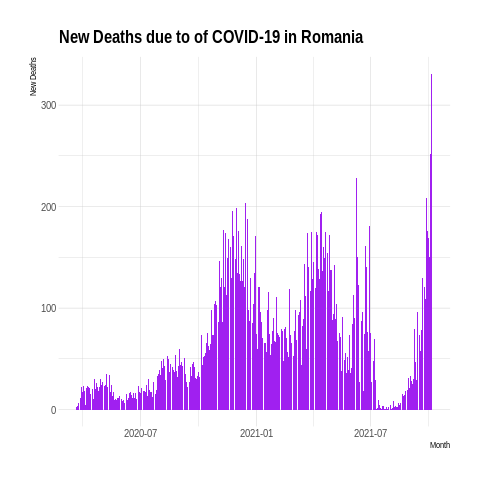 New Deaths due to of COVID-19 in Romania
New Deaths
300
200
100
0
2020-07
2021-01
2021-07
Month